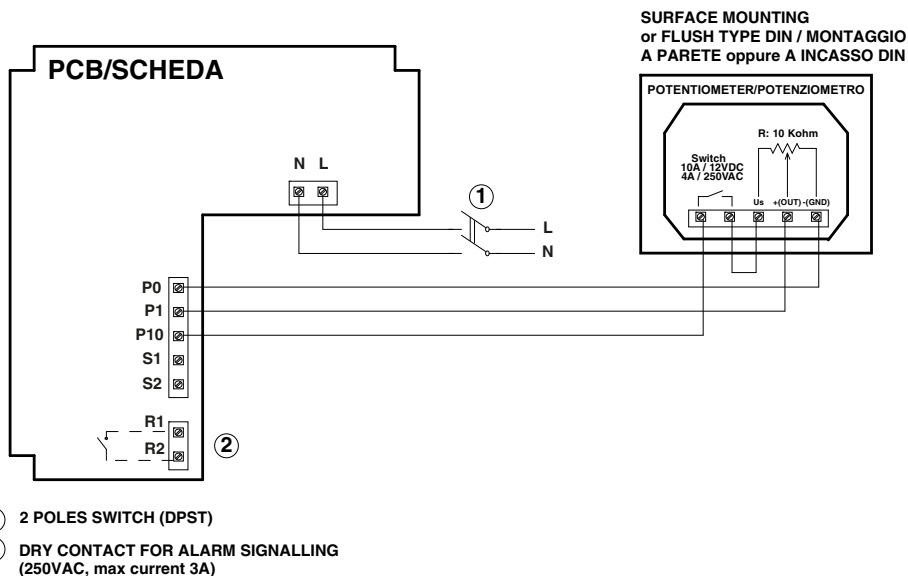 SURFACE MOUNTING
or FLUSH TYPE DIN / MONTAGGIO
A PARETE oppure A INCASSO DIN
PCB/SCHEDA
POTENTIOMETER/POTENZIOMETRO
R: 10 Kohm
Switch
10A / 12VDC
4A / 250VAC
Us +(OUT) -(GND)
N L
1
L
N
P0
P1
P10
S1
S2
R1
R2
2
2 POLES SWITCH (DPST)
DRY CONTACT FOR ALARM SIGNALLING
(250VAC, max current 3A)